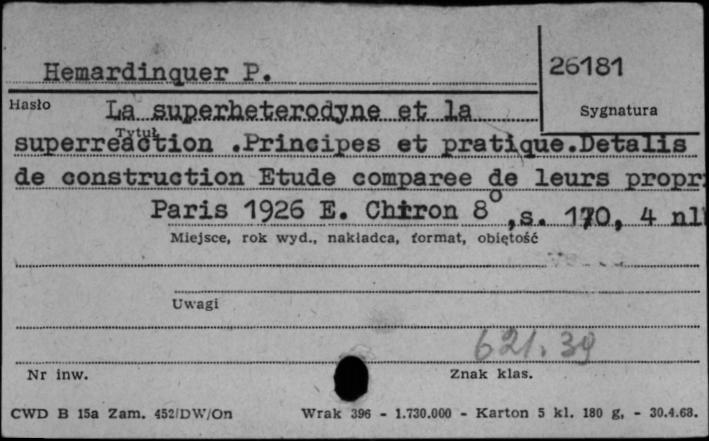 Hemardinquer P.
26181
Hasło La superheterodyne et la
Sygnatura
Tytuł
superreaction .Principes et pratique.Detalis
de construction Etude comparee de leurs propr
Paris 1926 E. Chiron 8°,s. 170, 4 nl
Miejsce, rok wyd., nakładca, format, obiętość
Uwagi
621.39
Nr inw. Znak klas.
CWD B 15a Zam. 452/DW/On Wrak 396 - 1.730.000 - Karton 5 kl. 180 g, - 30.4.68.